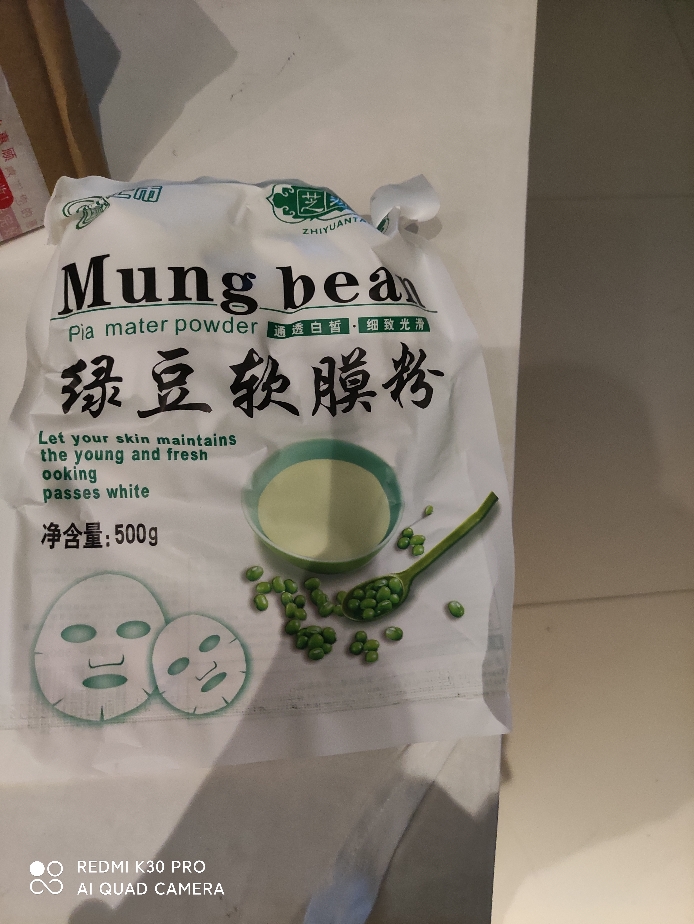 ZHIYUANTA
Mung bean
Pia mater powder 通透白皙·细致光滑
绿豆软膜粉
Let your skin maintains
the young and fresh
ooking
passes white
净含量:500g
REDMI K30 PRO
AI QUAD CAMERA